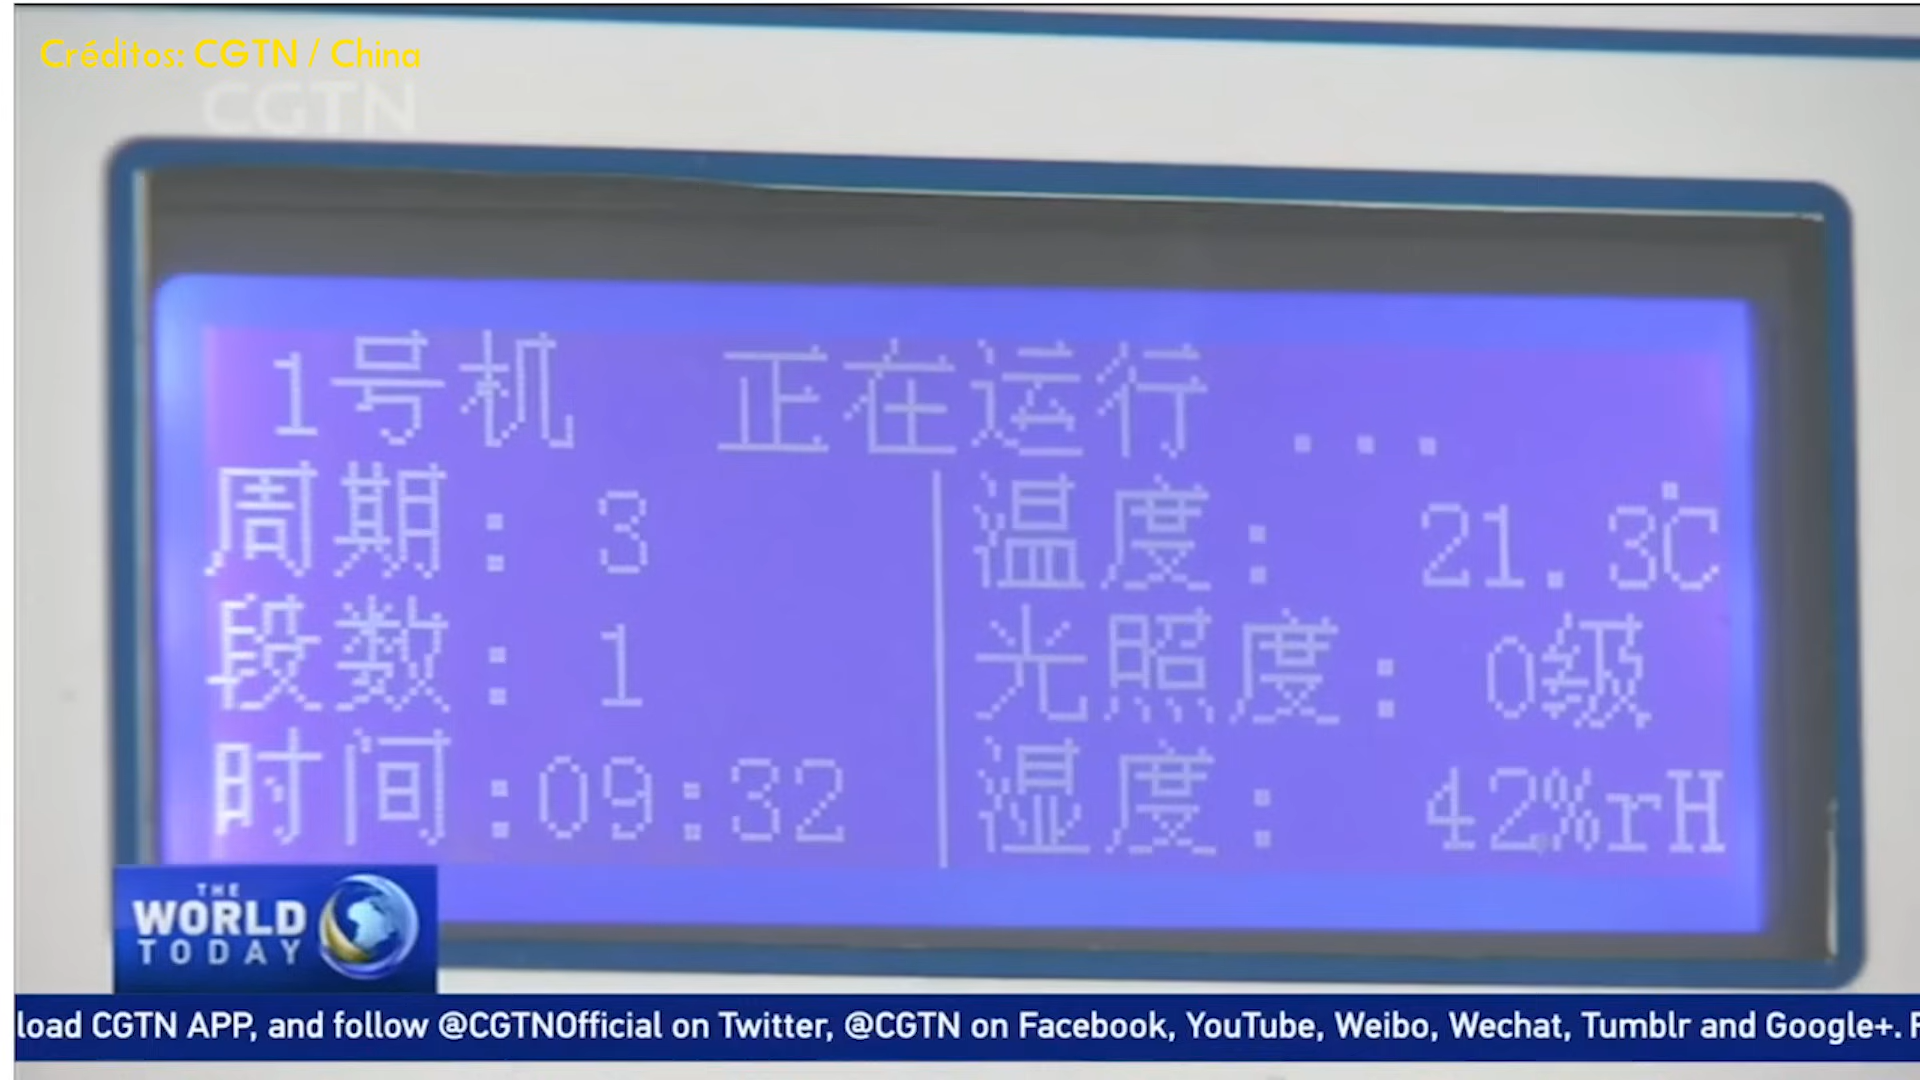 Créditos: CGTN / China
CGTN
1号机 正在运行 ...
周期: 3
温度: 21.3℃
段数: 1
光照度: 0级
时间:09:32
湿度: 42%rH
THE
WORLD
TODAY
load CGTN APP, and follow @CGTNOfficial on Twitter, @CGTN on Facebook, YouTube, Weibo, Wechat, Tumblr and Google+.